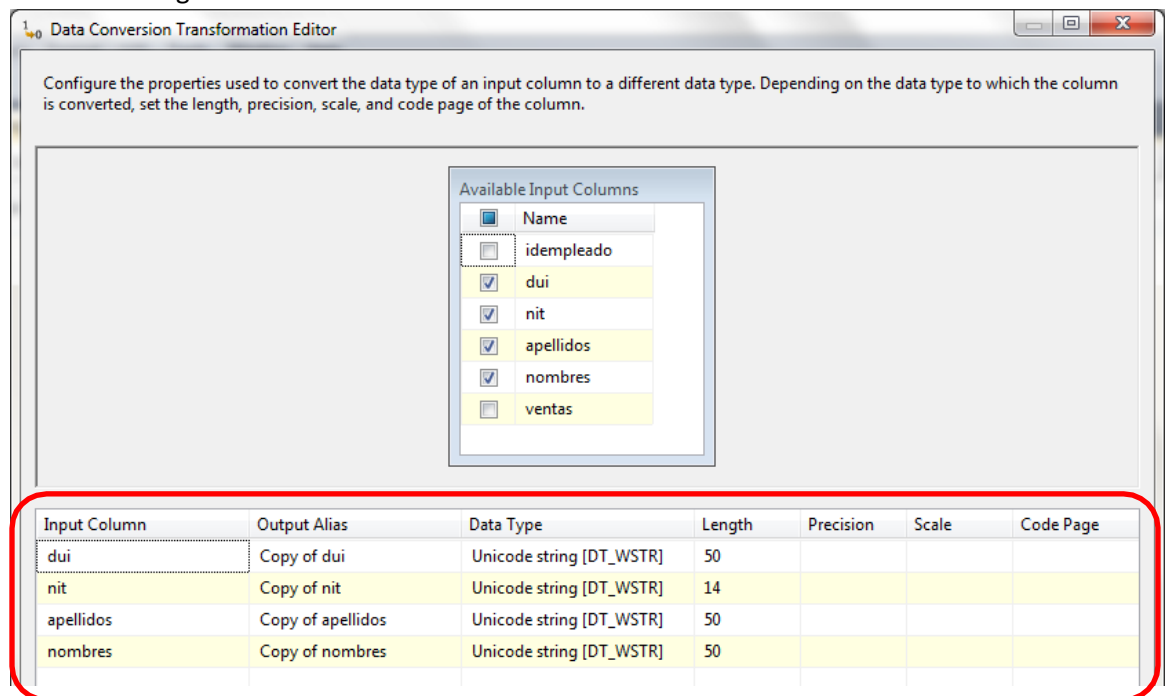 Data Conversion Transformation Editor
Configure the properties used to convert the data type of an input column to a different data type. Depending on the data type to which the column
is converted, set the length, precision, scale, and code page of the column.
Available Input Columns
Name
idempleado
dui
nit
apellidos
nombres
ventas
Input Column Output Alias Data Type Length Precision Scale Code Page
dui Copy of dui Unicode string [DT_WSTR] 50
nit Copy of nit Unicode string [DT_WSTR] 14
apellidos Copy of apellidos Unicode string [DT_WSTR] 50
nombres Copy of nombres Unicode string [DT_WSTR] 50